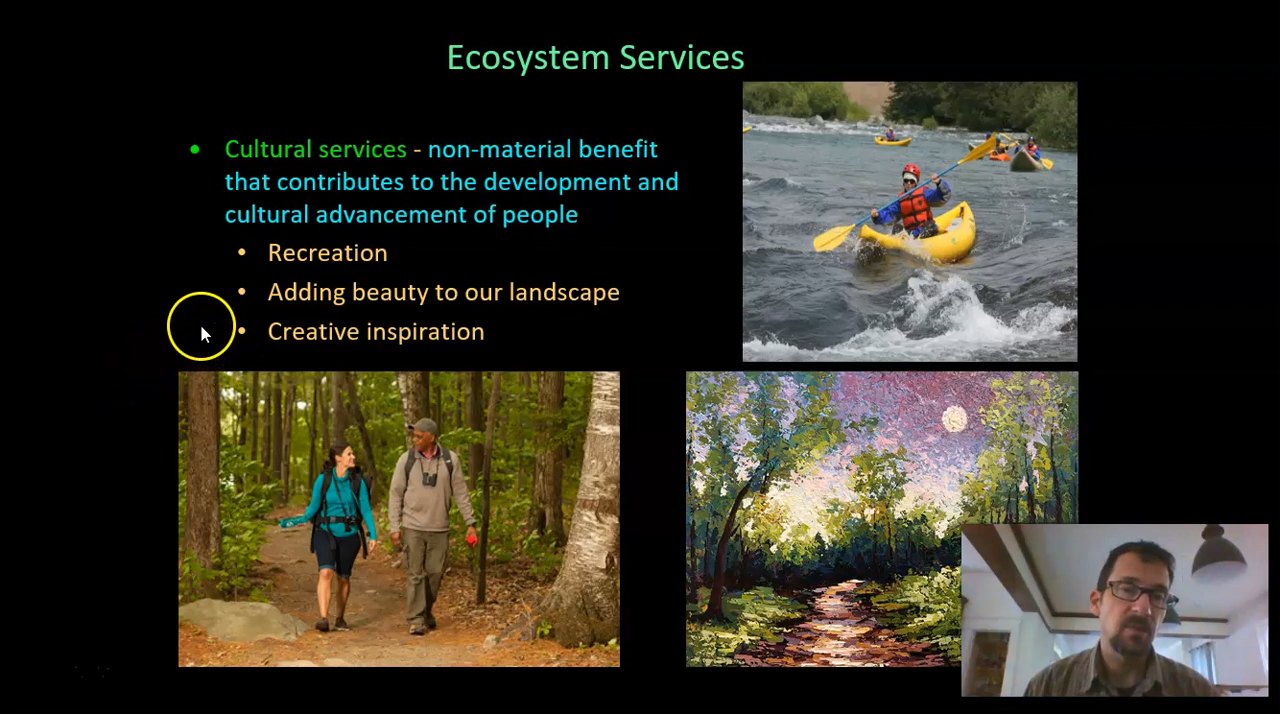 Ecosystem Services
• Cultural services - non-material benefit
that contributes to the development and
cultural advancement of people
• Recreation
• Adding beauty to our landscape
• Creative inspiration